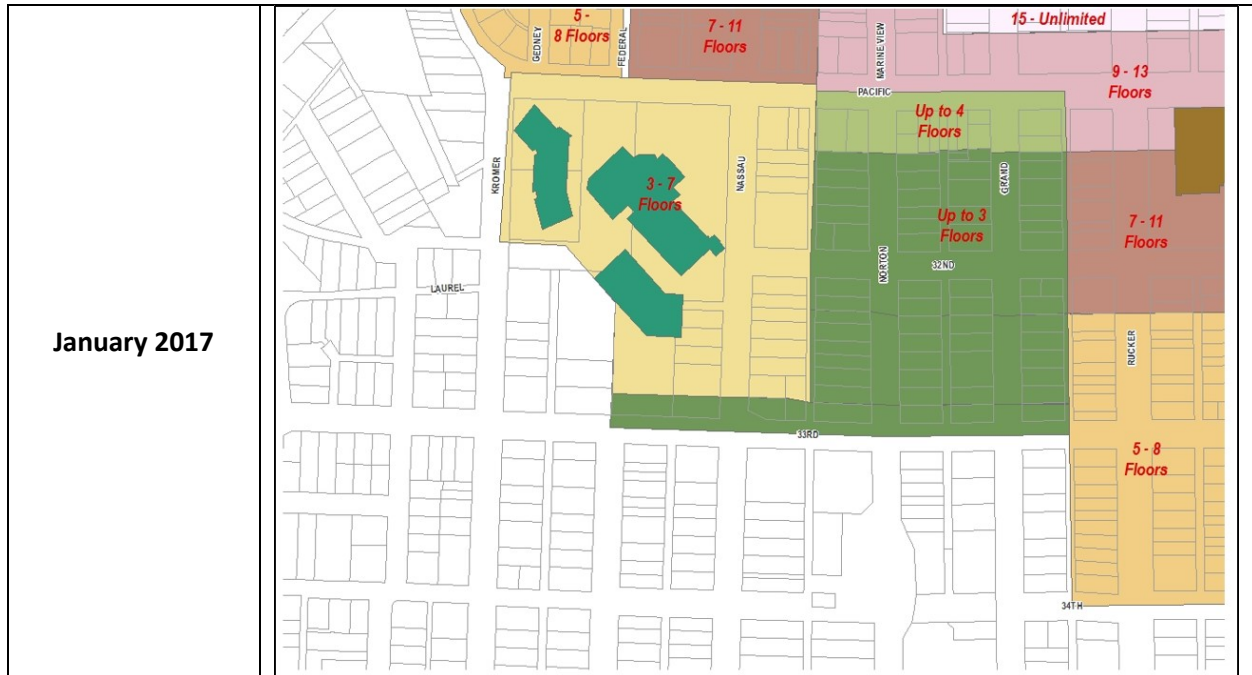 January 2017
5 -
8 Floors
7 - 11
Floors
15 - Unlimited
GEDNEY
FEDERAL
MARINE VIEW
9 - 13
Floors
PACIFIC
Up to 4
Floors
KROMER
NASSAU
3 - 7
Floors
GRAND
Up to 3
Floors
7 - 11
Floors
NORTON
32ND
LAUREL
RUCKER
33RD
5 - 8
Floors
34TH